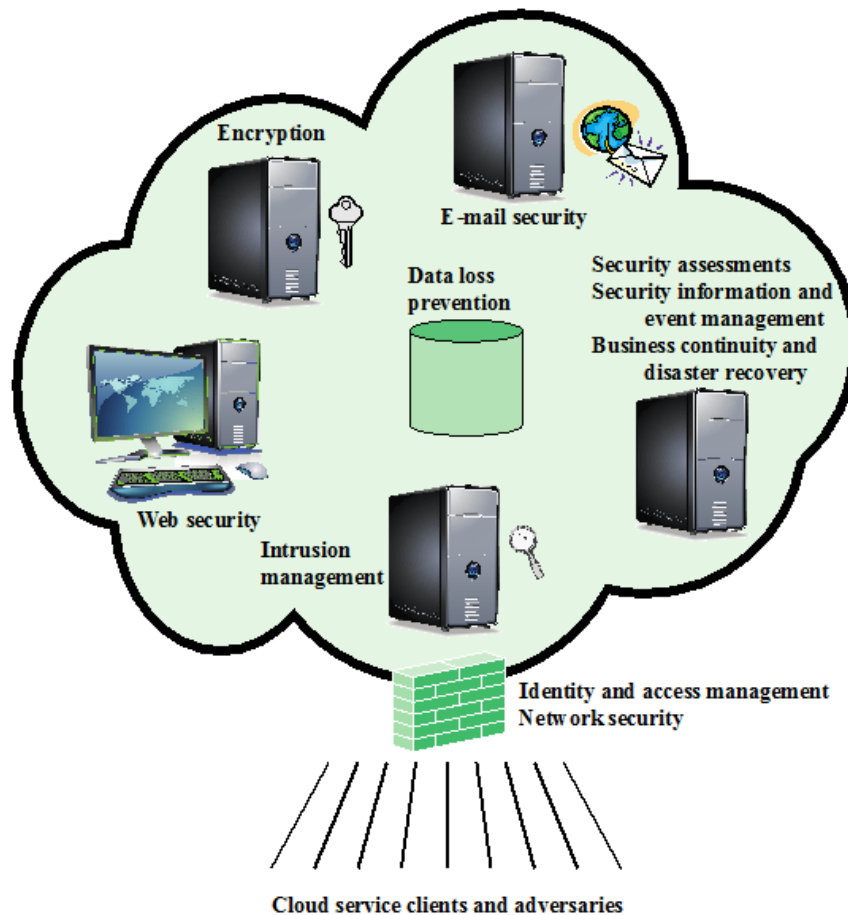 Encryption
E-mail security
Data loss
prevention
Security assessments
Security information and
event management
Business continuity and
disaster recovery
Web security
Intrusion
management
Identity and access management
Network security
Cloud service clients and adversaries